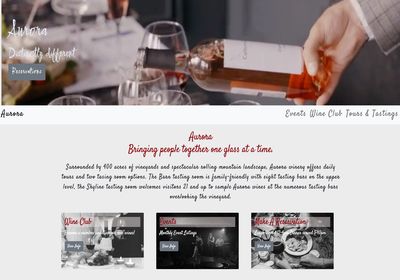 Aurora
Distinctly different
Reservations
Aurora
Events Wine Club Tours & Tastings
Aurora
Bringing people together one glass at a time.
Surrounded by 400 acres of vineyards and spectacular rolling mountain landscape, Aurora winery offers daily
tours and two tasing room options. The Barn tasting room is family-friendly with eight tasting bars on the upper
level, the Skyline tasting room welcomes visitors 21 and up to sample Aurora wines at the numerous tasting bars
overlooking the vineyard.
Wine Club
View Info
Events
Monthly Event Listings
View Info
Make A Reservation
View Info